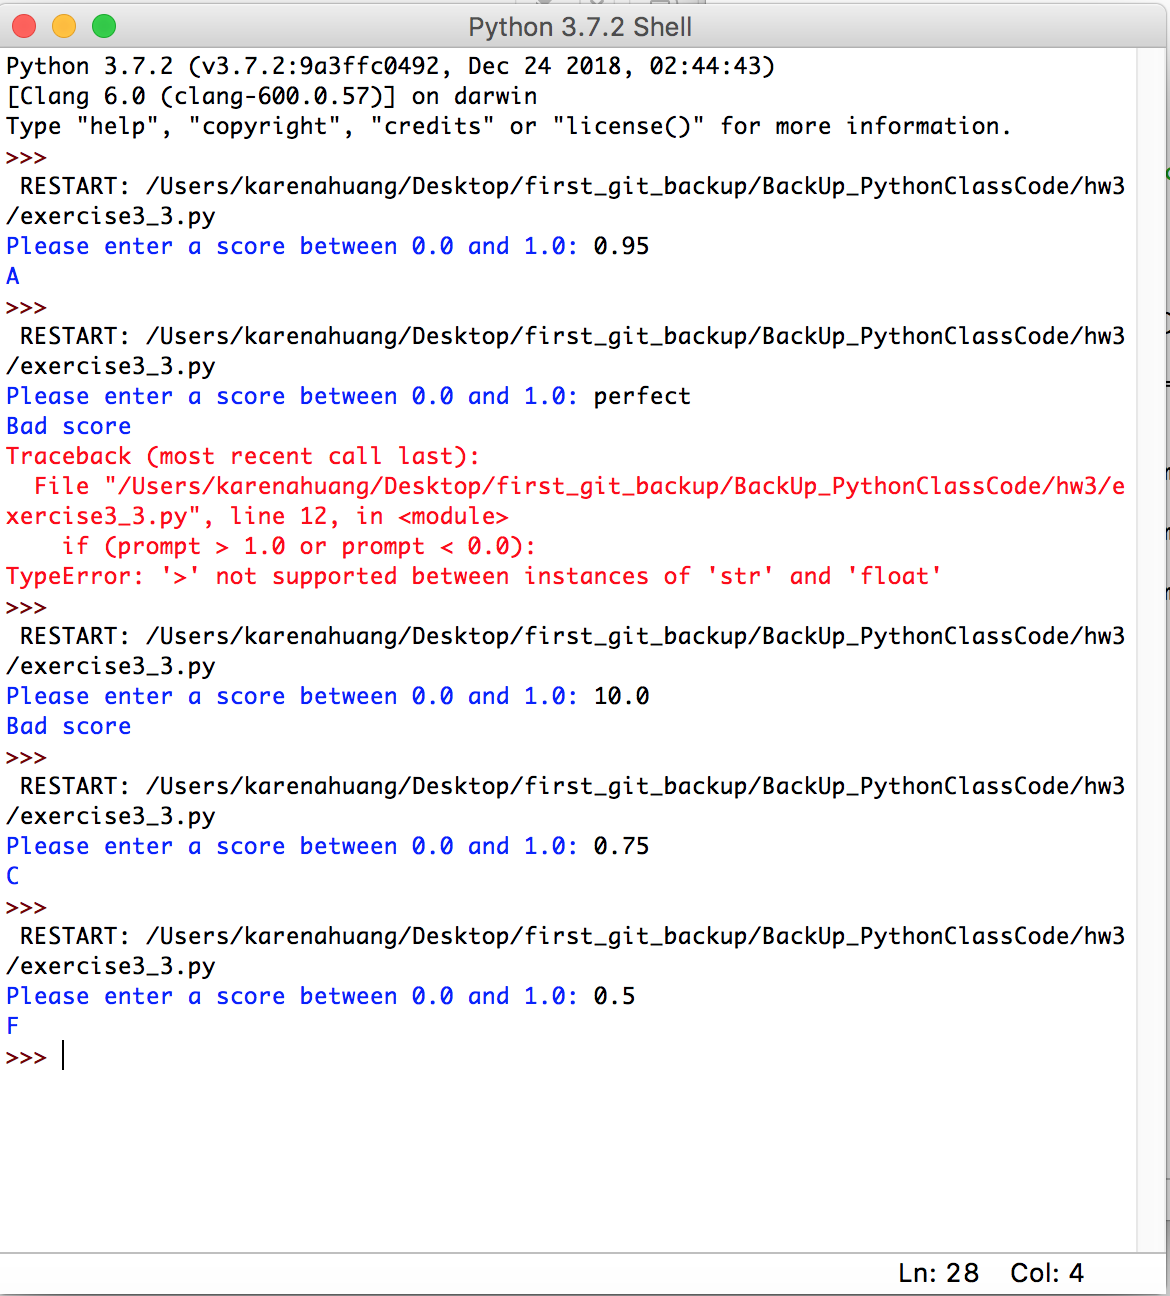 Python 3.7.2 Shell
Python 3.7.2 (v3.7.2:9a3ffc0492, Dec 24 2018, 02:44:43)
[Clang 6.0 (clang-600.0.57)] on darwin
Type "help", "copyright", "credits" or "license()" for more information.
>>>
 RESTART: /Users/karenahuang/Desktop/first_git_backup/BackUp_PythonClassCode/hw3
/exercise3_3.py
Please enter a score between 0.0 and 1.0: 0.95
A
>>>
 RESTART: /Users/karenahuang/Desktop/first_git_backup/BackUp_PythonClassCode/hw3
/exercise3_3.py
Please enter a score between 0.0 and 1.0: perfect
Bad score
Traceback (most recent call last):
  File "/Users/karenahuang/Desktop/first_git_backup/BackUp_PythonClassCode/hw3/e
xercise3_3.py", line 12, in <module>
    if (prompt > 1.0 or prompt < 0.0):
TypeError: '>' not supported between instances of 'str' and 'float'
>>>
 RESTART: /Users/karenahuang/Desktop/first_git_backup/BackUp_PythonClassCode/hw3
/exercise3_3.py
Please enter a score between 0.0 and 1.0: 10.0
Bad score
>>>
 RESTART: /Users/karenahuang/Desktop/first_git_backup/BackUp_PythonClassCode/hw3
/exercise3_3.py
Please enter a score between 0.0 and 1.0: 0.75
C
>>>
 RESTART: /Users/karenahuang/Desktop/first_git_backup/BackUp_PythonClassCode/hw3
/exercise3_3.py
Please enter a score between 0.0 and 1.0: 0.5
F
>>>
Ln: 28 Col: 4